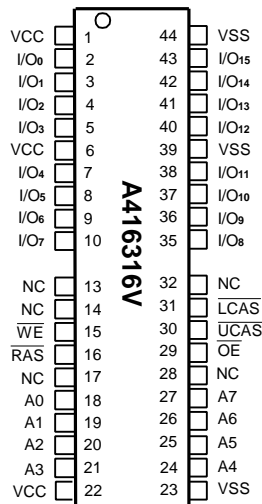 VCC 1 44 VSS
I/O0 2 43 I/O15
I/O1 3 42 I/O14
I/O2 4 41 I/O13
I/O3 5 40 I/O12
VCC 6 39 VSS
I/O4 7 38 I/O11
I/O5 8 37 I/O10
I/O6 9 36 I/O9
I/O7 10 35 I/O8
A416316V
NC 13 32 NC
NC 14 31 LCAS
WE 15 30 UCAS
RAS 16 29 OE
NC 17 28 NC
A0 18 27 A7
A1 19 26 A6
A2 20 25 A5
A3 21 24 A4
VCC 22 23 VSS